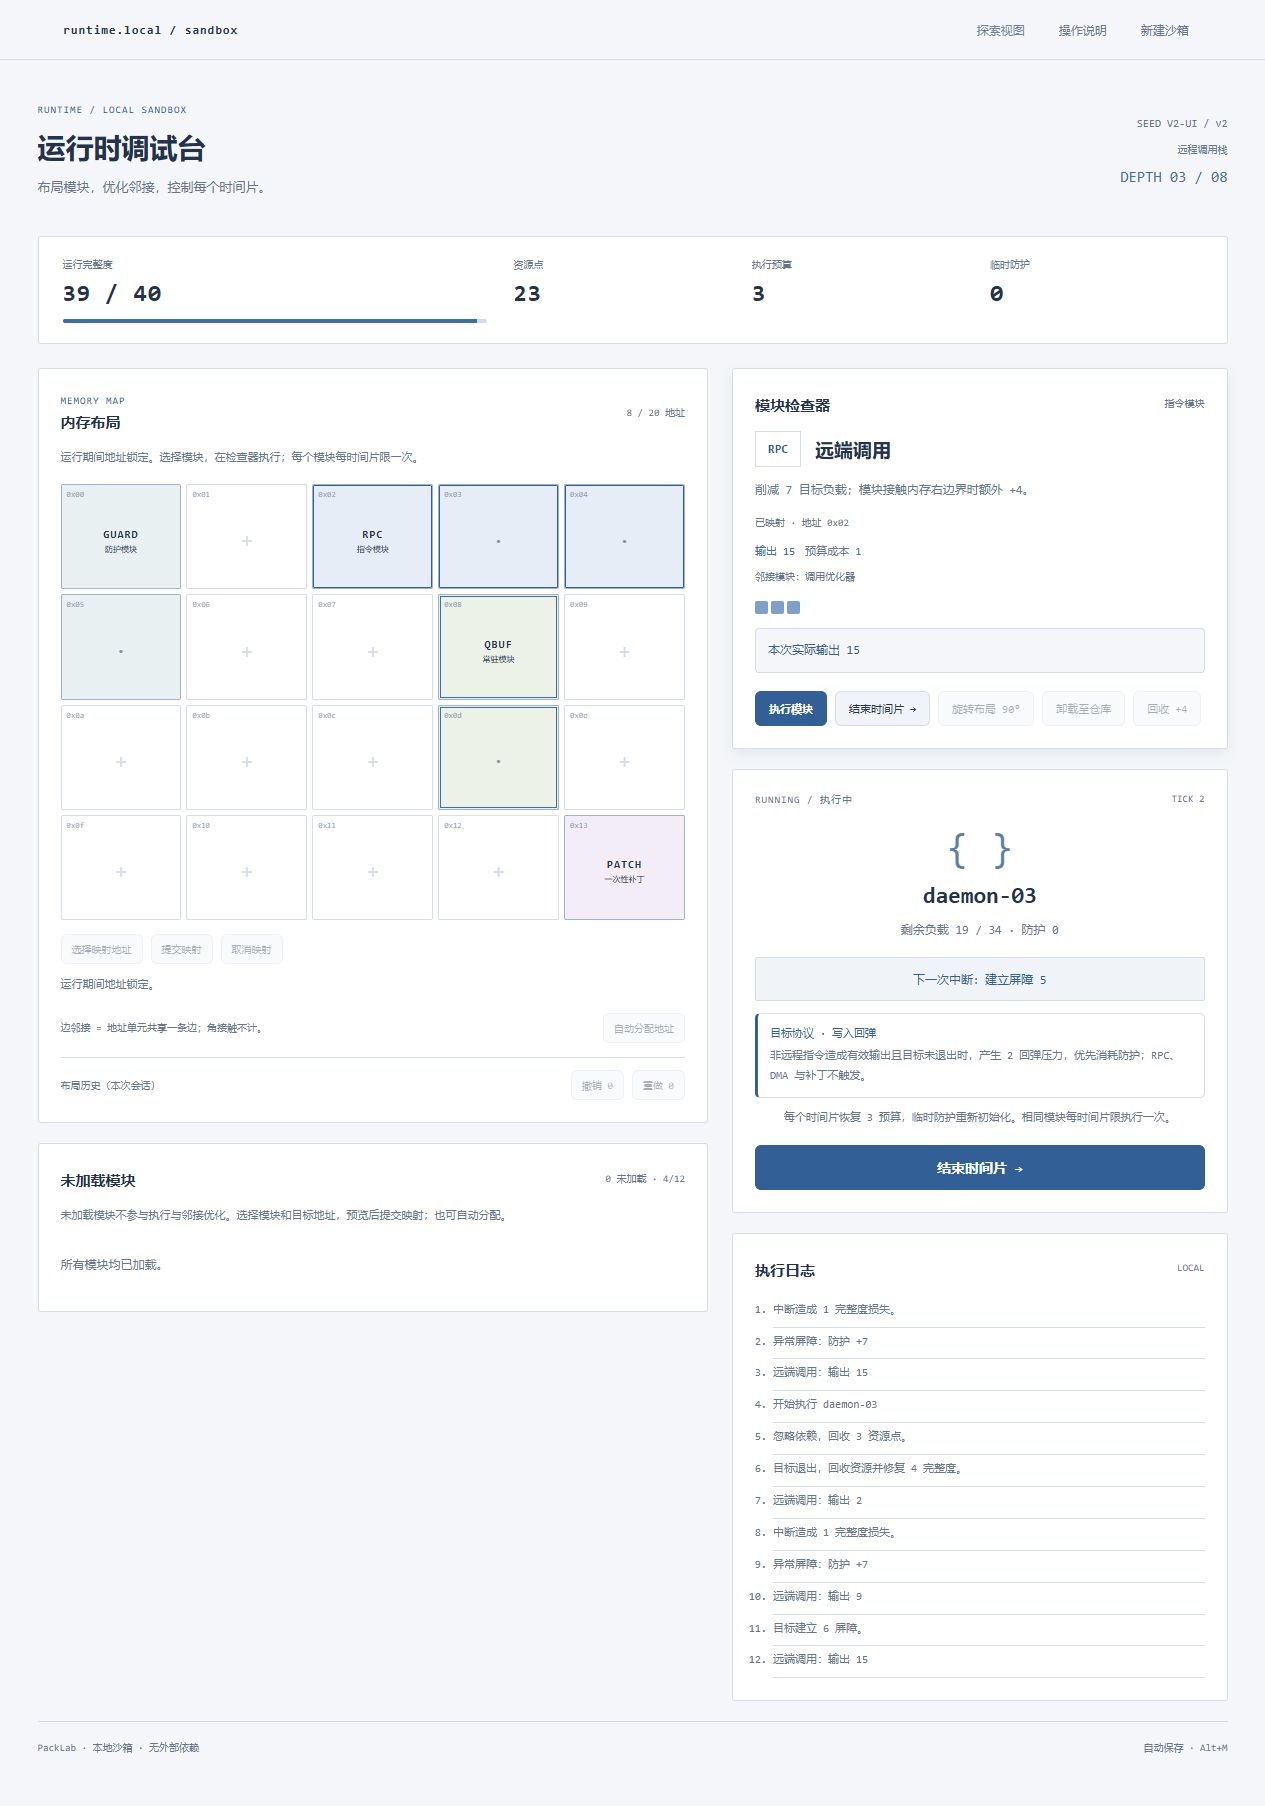 runtime.local / sandbox
探索视图 操作说明 新建沙箱
RUNTIME / LOCAL SANDBOX
运行时调试台
布局模块，优化邻接，控制每个时间片。
SEED V2-UI / v2
远程调用栈
DEPTH 03 / 08
运行完整度
39 / 40
资源点
23
执行预算
3
临时防护
0
MEMORY MAP
内存布局
8 / 20 地址
运行期间地址锁定。选择模块，在检查器执行；每个模块每时间片限一次。
0x00 0x01 0x02 0x03 0x04
GUARD + RPC • •
防护模块 指令模块
0x05 0x06 0x07 0x08 0x09
• + + QBUF +
常驻模块
0x0a 0x0b 0x0c 0x0d 0x0e
+ + + • +
0x0f 0x10 0x11 0x12 0x13
+ + + + PATCH
一次性补丁
选择映射地址 提交映射 取消映射
运行期间地址锁定。
边邻接 = 地址单元共享一条边；角接触不计。
自动分配地址
布局历史（本次会话）
撤销 0 重做 0
未加载模块
0 未加载 · 4/12
未加载模块不参与执行与邻接优化。选择模块和目标地址，预览后提交映射；也可自动分配。
所有模块均已加载。
模块检查器
指令模块
RPC 远端调用
削减 7 目标负载；模块接触内存右边界时额外 +4。
已映射 · 地址 0x02
输出 15 预算成本 1
邻接模块：调用优化器
本次实际输出 15
执行模块 结束时间片 → 旋转布局 90° 卸载至仓库 回收 +4
RUNNING / 执行中
TICK 2
{ }
daemon-03
剩余负载 19 / 34 · 防护 0
下一次中断：建立屏障 5
目标协议 · 写入回弹
非远程指令造成有效输出且目标未退出时，产生 2 回弹压力，优先消耗防护；RPC、
DMA 与补丁不触发。
每个时间片恢复 3 预算，临时防护重新初始化。相同模块每时间片限执行一次。
结束时间片 →
执行日志
LOCAL
1. 中断造成 1 完整度损失。
2. 异常屏障：防护 +7
3. 远端调用：输出 15
4. 开始执行 daemon-03
5. 忽略依赖，回收 3 资源点。
6. 目标退出，回收资源并修复 4 完整度。
7. 远端调用：输出 2
8. 中断造成 1 完整度损失。
9. 异常屏障：防护 +7
10. 远端调用：输出 9
11. 目标建立 6 屏障。
12. 远端调用：输出 15
PackLab · 本地沙箱 · 无外部依赖
自动保存 · Alt+M